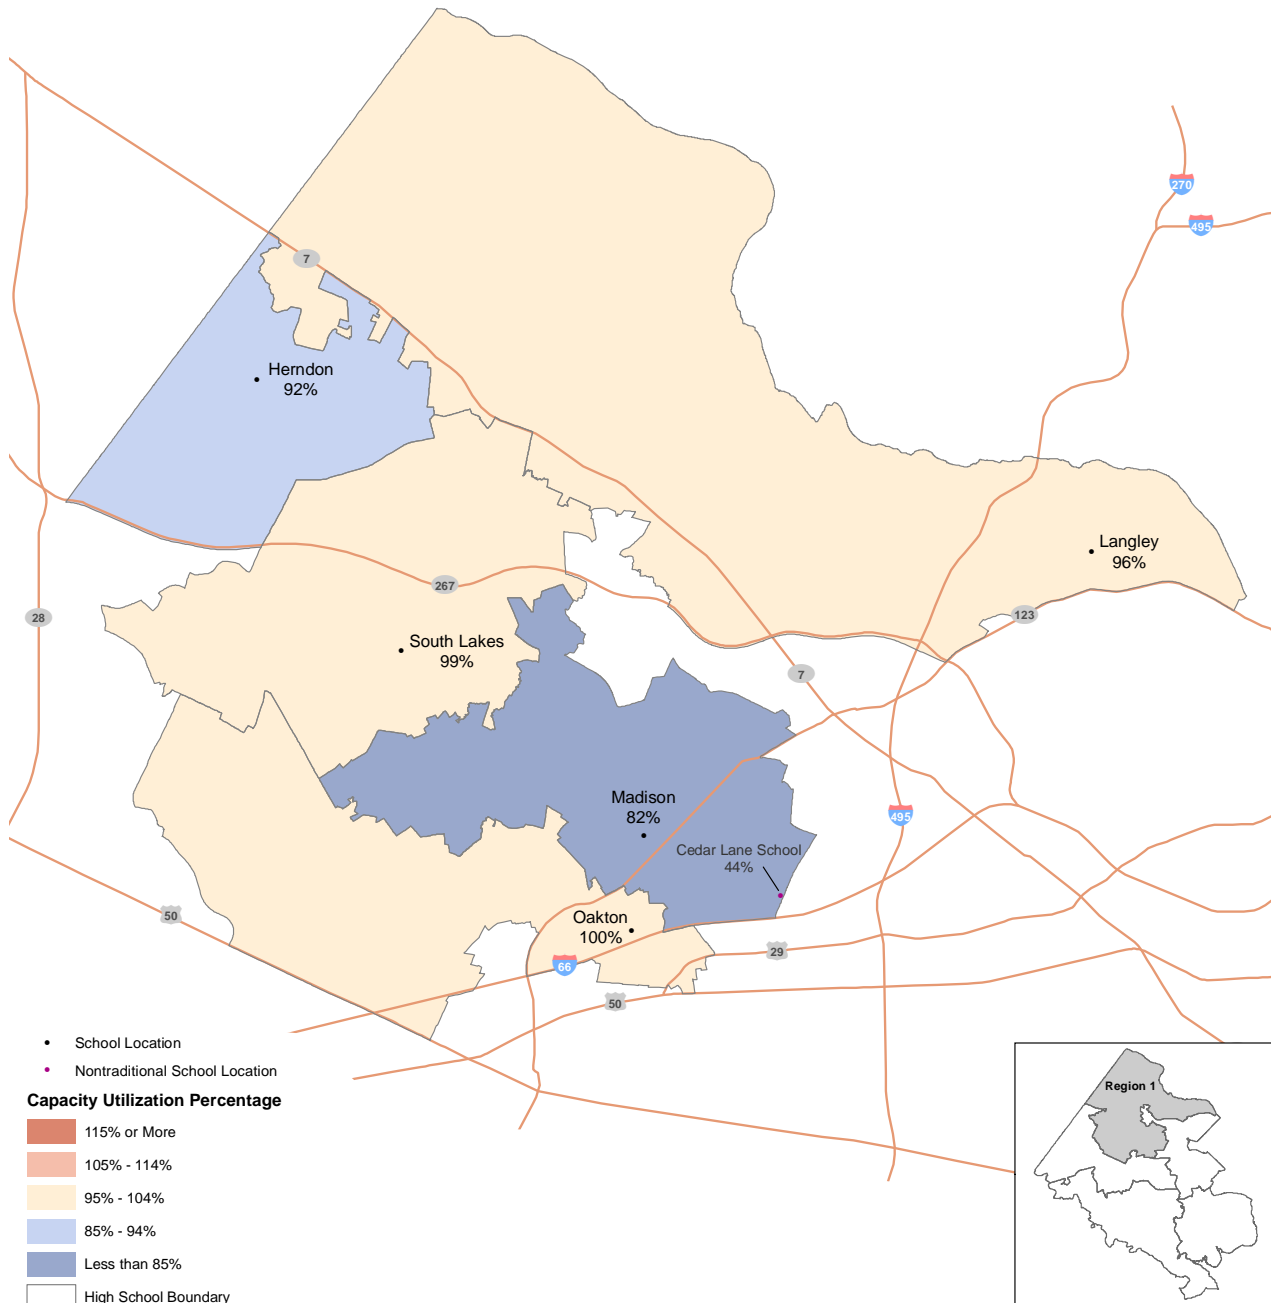 270
495
7
Herndon
92%
Langley
96%
267
123
28
South Lakes
99%
7
Madison
82%
495
Cedar Lane School
44%
50
Oakton
100%
29
66
50
School Location
Nontraditional School Location
Capacity Utilization Percentage
115% or More
105% - 114%
95% - 104%
85% - 94%
Less than 85%
High School Boundary
Region 1